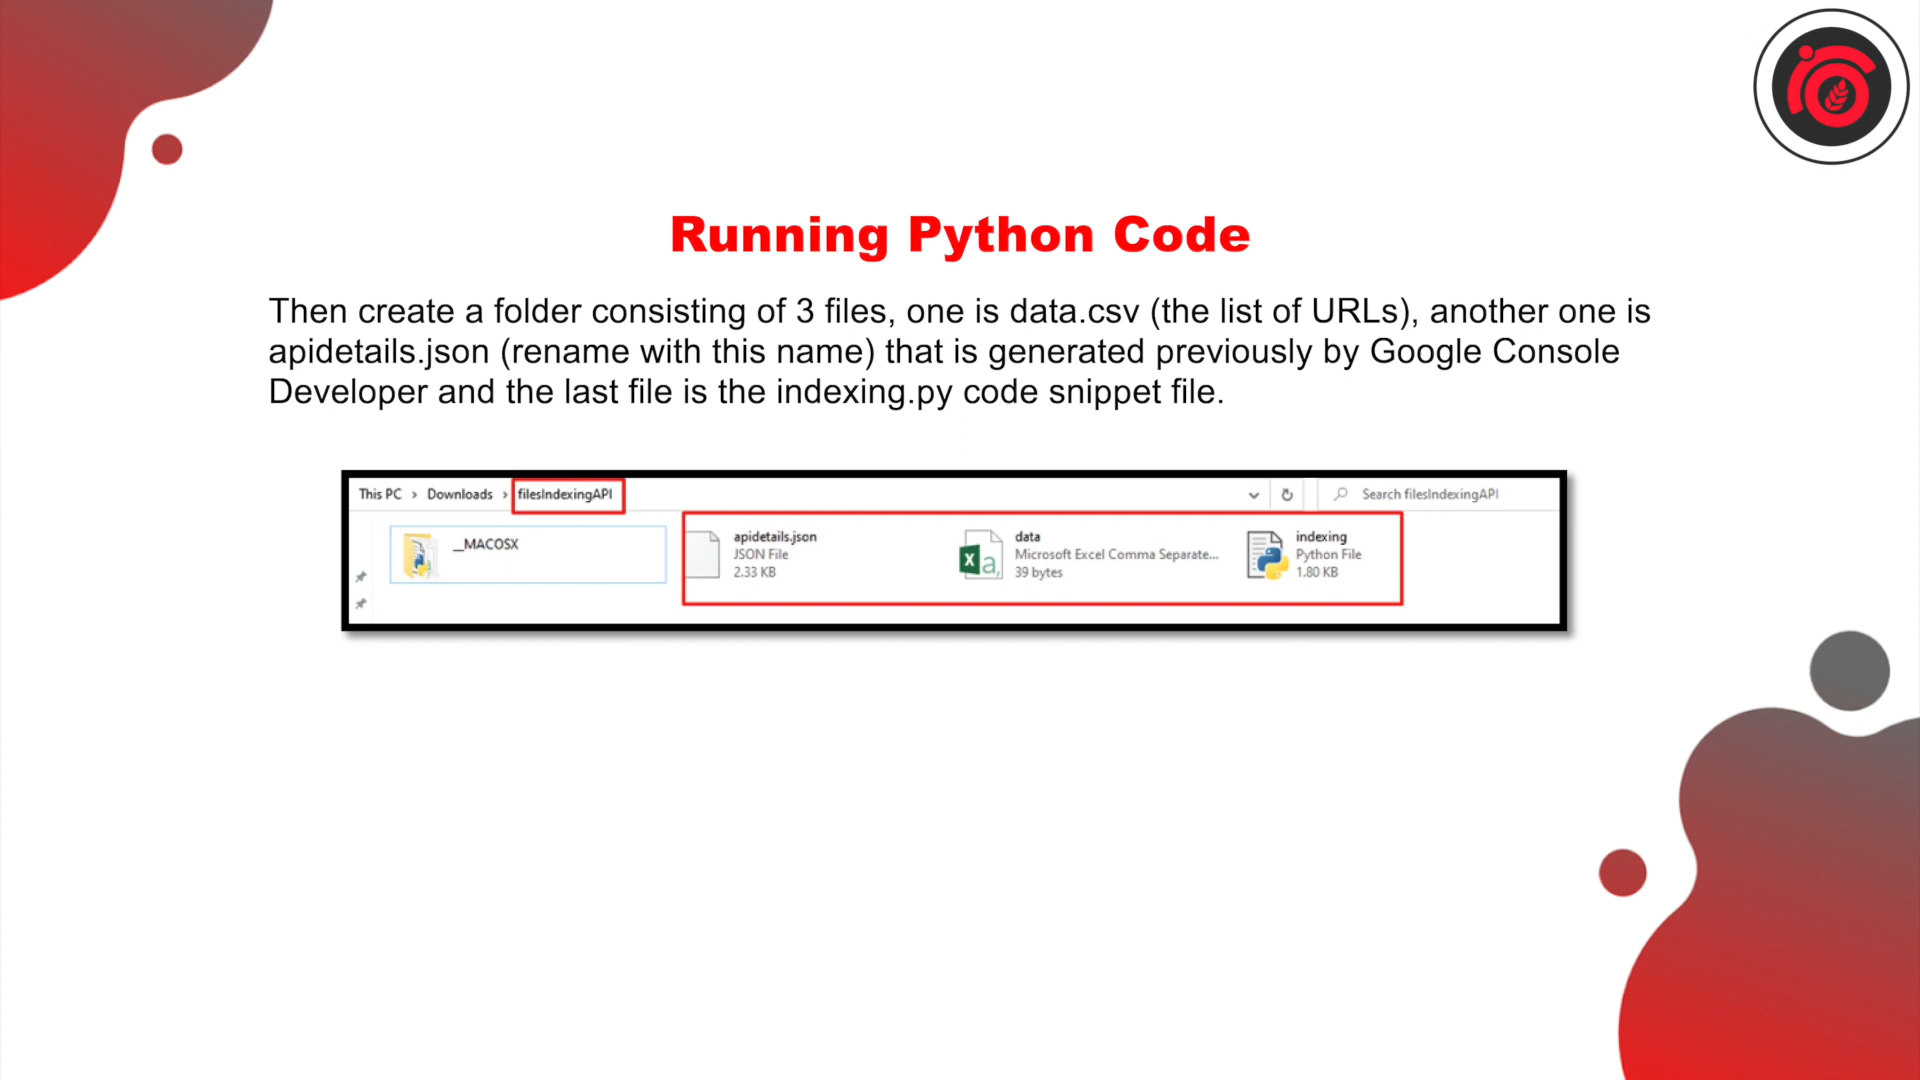 Running Python Code
Then create a folder consisting of 3 files, one is data.csv (the list of URLs), another one is
apidetails.json (rename with this name) that is generated previously by Google Console
Developer and the last file is the indexing.py code snippet file.
This PC > Downloads > filesIndexingAPI
Search filesIndexingAPI
__MACOSX
apidetails.json
JSON File
2.33 KB
data
Microsoft Excel Comma Separate...
39 bytes
indexing
Python File
1.80 KB